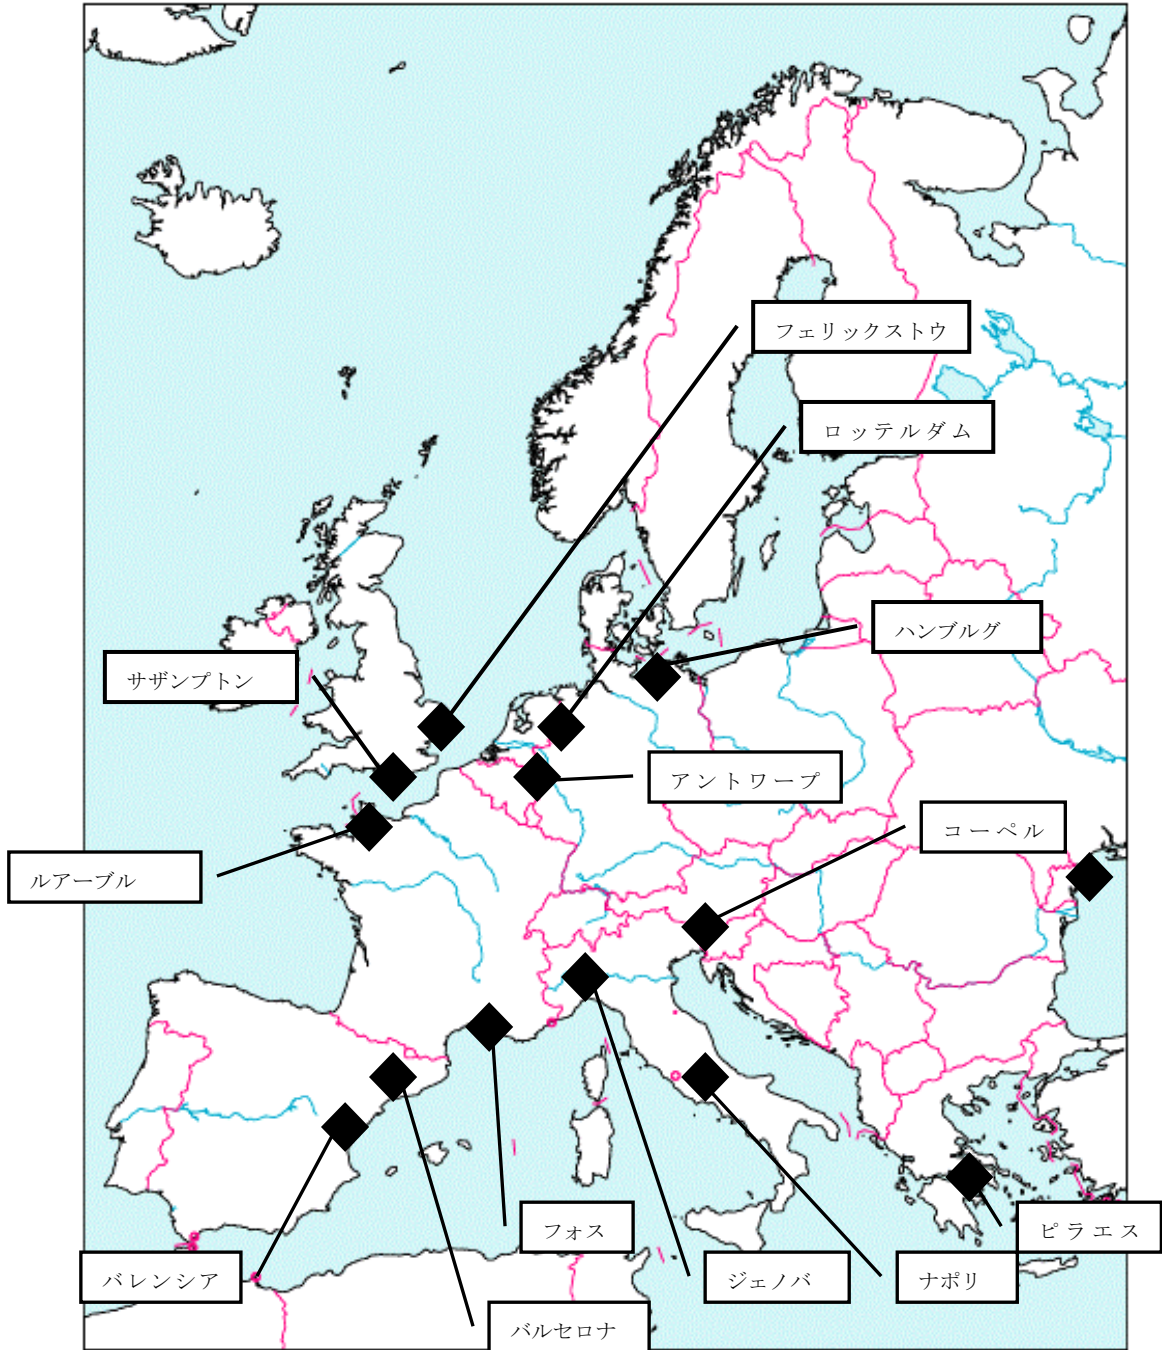 フェリックストウ
ロッテルダム
ハンブルグ
サザンプトン
アントワープ
コーペル
ルアーブル
フォス
ピラエス
バレンシア
ジェノバ
ナポリ
バルセロナ